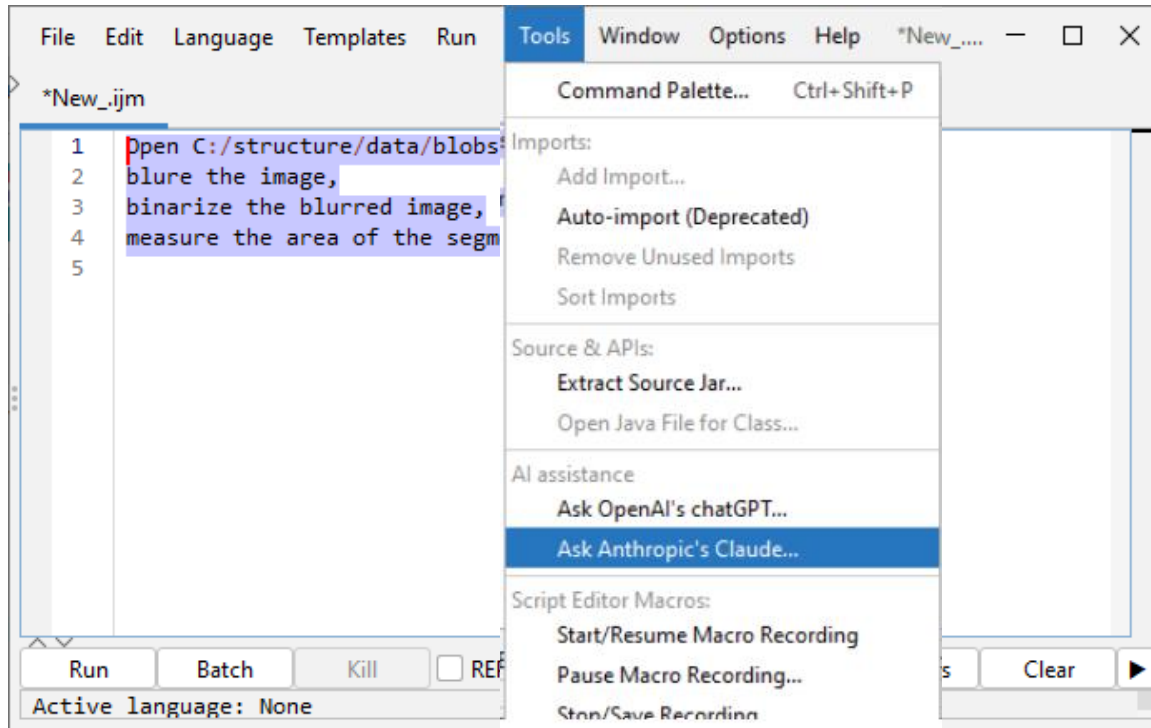 File Edit Language Templates Run Tools Window Options Help *New_....
*New_.ijm
Command Palette... Ctrl+Shift+P
1 Open C:/structure/data/blobs
2 blure the image,
3 binarize the blurred image,
4 measure the area of the segm
5
Imports:
Add Import...
Auto-import (Deprecated)
Remove Unused Imports
Sort Imports
Source & APIs:
Extract Source Jar...
Open Java File for Class...
AI assistance
Ask OpenAI's chatGPT...
Ask Anthropic's Claude...
Script Editor Macros:
Start/Resume Macro Recording
Pause Macro Recording...
Stop/Save Recording
Run Batch Kill Clear
Active language: None